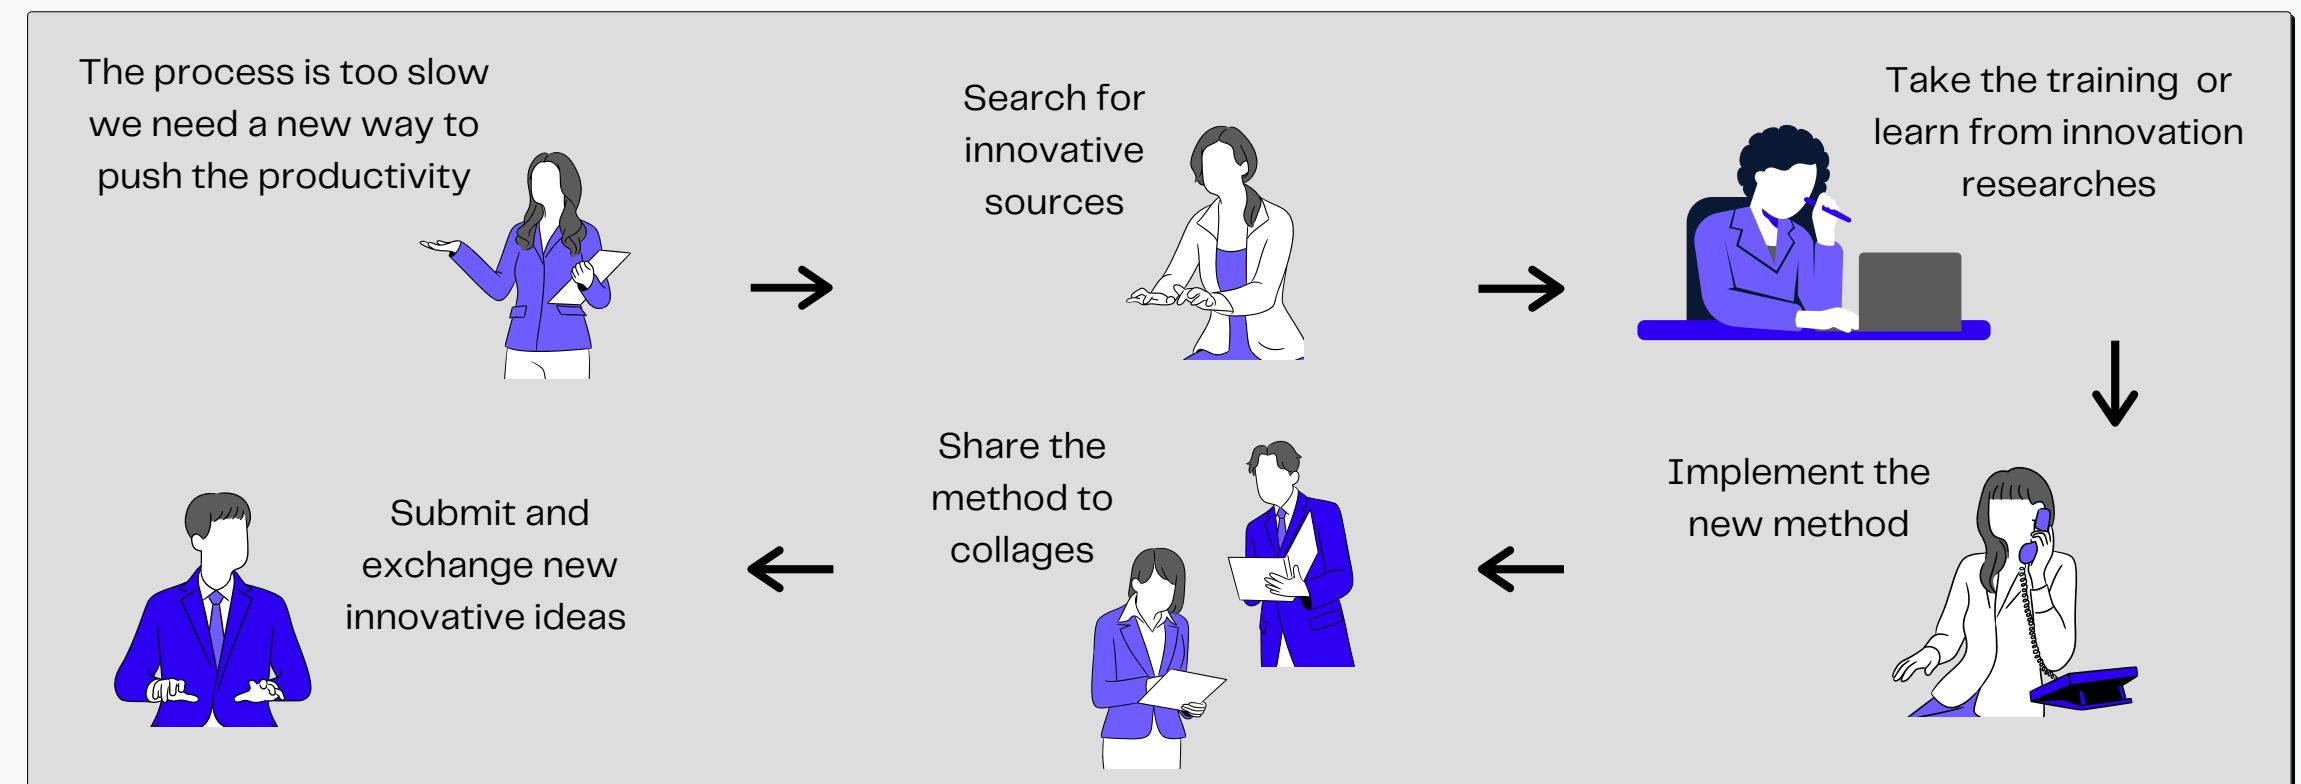 The process is too slow
we need a new way to
push the productivity
Search for
innovative
sources
Take the training  or
learn from innovation
researches
Implement the
new method
Share the
method to
collages
Submit and
exchange new
innovative ideas